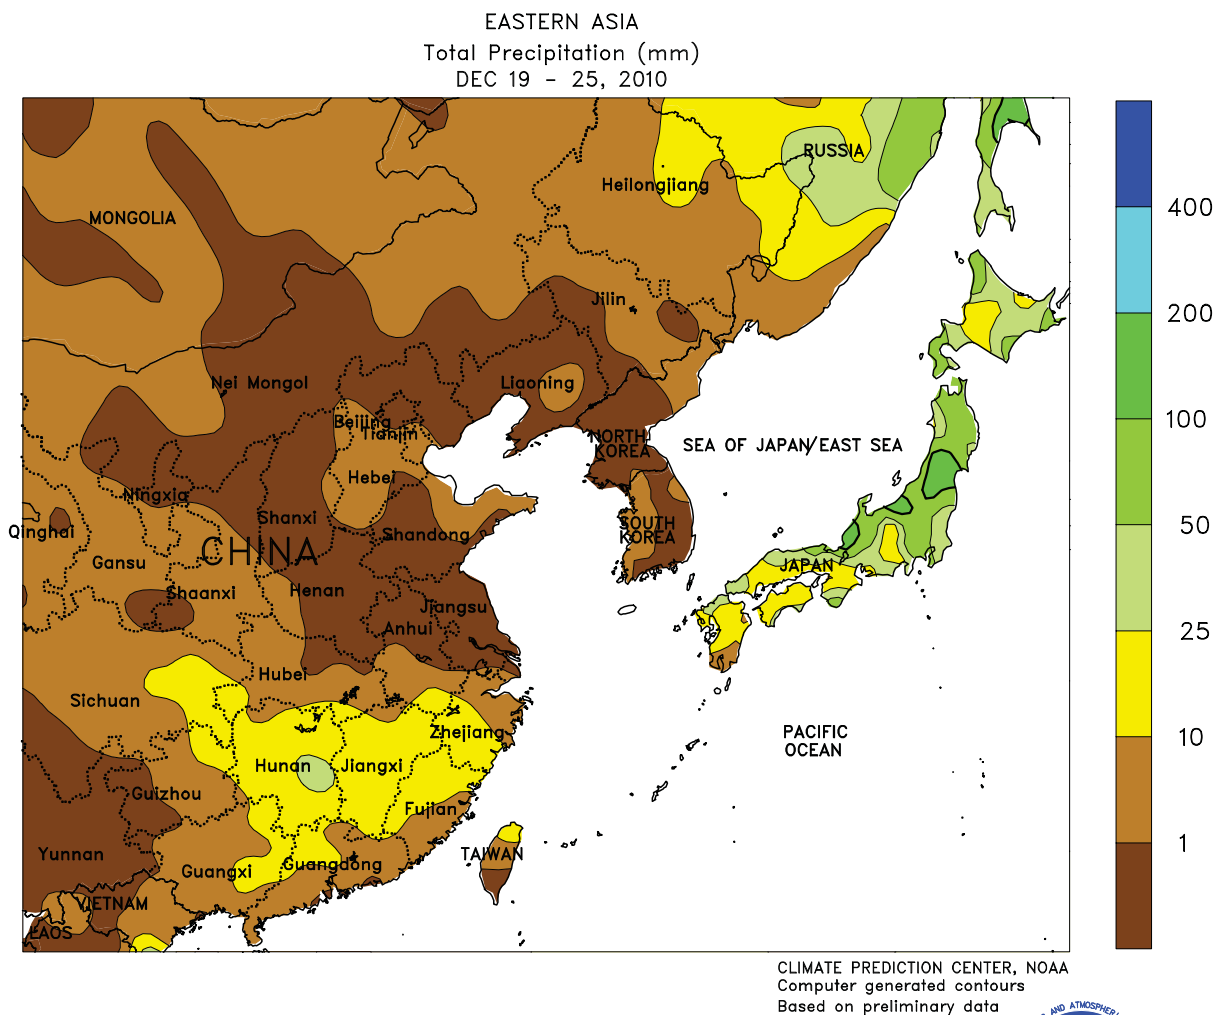 EASTERN ASIA
Total Precipitation (mm)
DEC 19 - 25, 2010
RUSSIA
Heilongjiang
MONGOLIA
400
Jilin
200
Nei Mongol
Liaoning
100
Beijing
Tianjin
NORTH
KOREA
SEA OF JAPAN/EAST SEA
Hebei
Ningxia
Shanxi
50
Qinghai
Shandong
SOUTH
KOREA
CHINA
Gansu
JAPAN
Shaanxi
Henan
Jiangsu
Anhui
25
Hubei
Sichuan
Zhejiang
PACIFIC
OCEAN
10
Hunan
Jiangxi
Guizhou
Fujian
1
Yunnan
TAIWAN
Guangxi
Guangdong
VIETNAM
LAOS
CLIMATE PREDICTION CENTER, NOAA
Computer generated contours
Based on preliminary data
AND ATMOSPHER